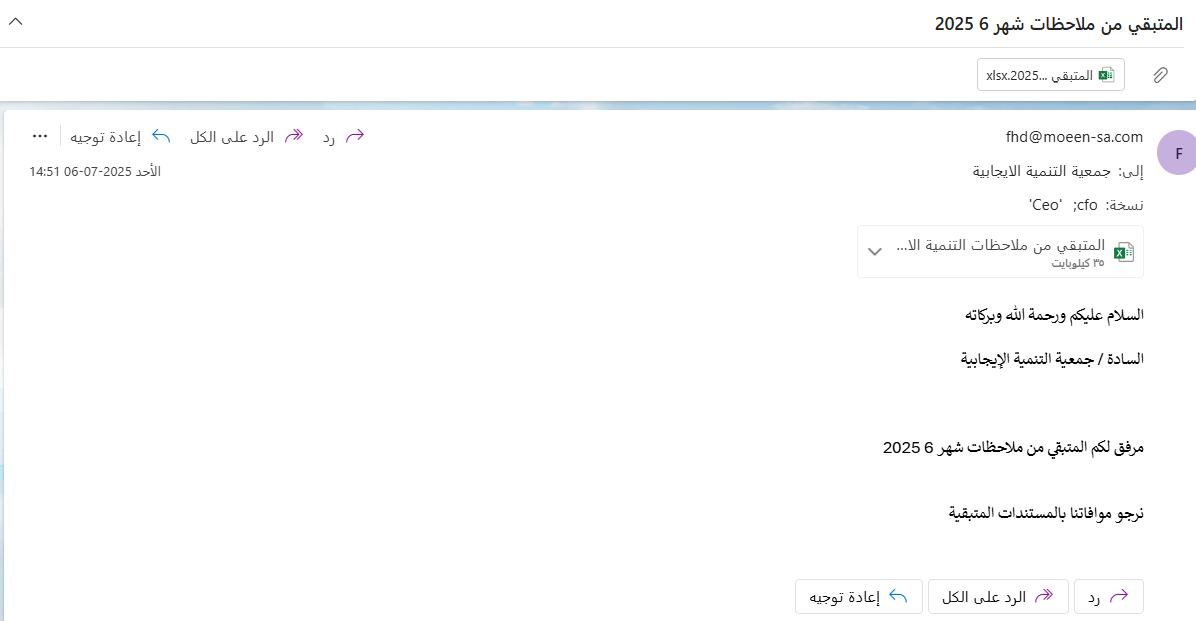 المتبقي من ملاحظات شهر 6 2025
المتبقي ...2025.xlsx
fhd@moeen-sa.com
رد
الرد على الكل
إعادة توجيه
F
إلى: جمعية التنمية الايجابية
الأحد 2025-07-06 14:51
نسخة: cfo; 'Ceo'
المتبقي من ملاحظات التنمية الا...
٣٥ كيلوبايت
السلام عليكم ورحمة الله وبركاته
السادة / جمعية التنمية الإيجابية
مرفق لكم المتبقي من ملاحظات شهر 6 2025
نرجو موافاتنا بالمستندات المتبقية
رد
الرد على الكل
إعادة توجيه